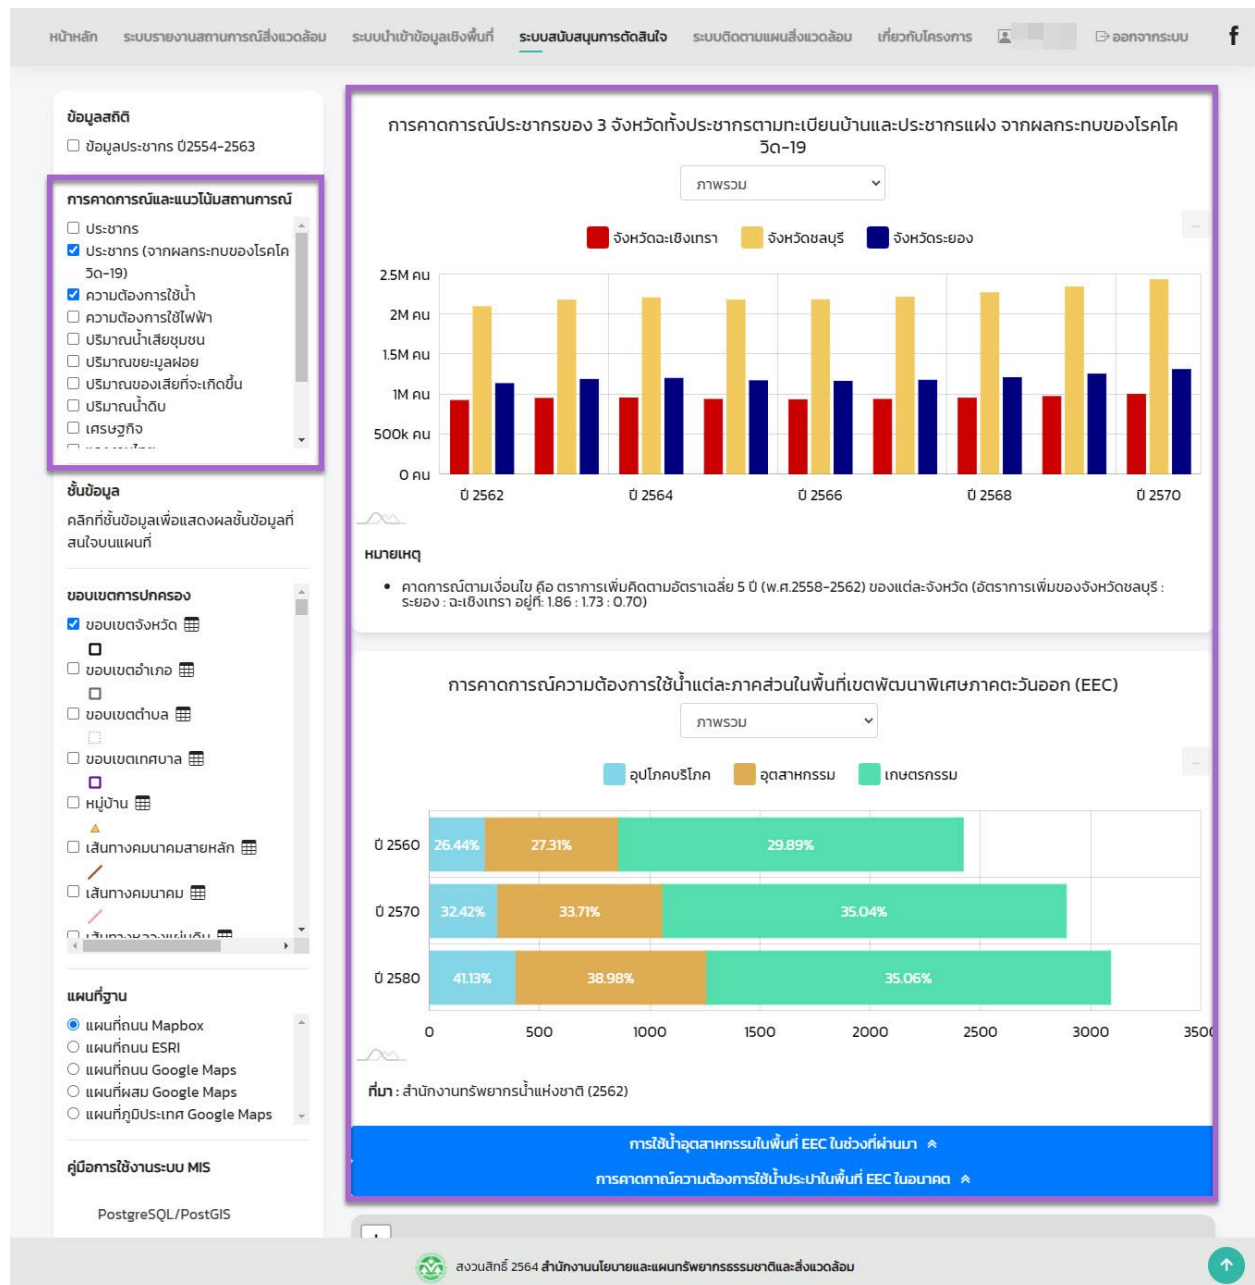 หน้าหลัก ระบบรายงานสถานการณ์สิ่งแวดล้อม ระบบนำเข้าข้อมูลเชิงพื้นที่ ระบบสนับสนุนการตัดสินใจ ระบบติดตามแผนสิ่งแวดล้อม เกี่ยวกับโครงการ ออกจากระบบ f
ข้อมูลสถิติ
ข้อมูลประชากร ปี2554-2563
การคาดการณ์และแนวโน้มสถานการณ์
ประชากร
ประชากร (จากผลกระทบของโรคโค
วิด-19)
ความต้องการใช้น้ำ
ความต้องการใช้ไฟฟ้า
ปริมาณน้ำเสียชุมชน
ปริมาณขยะมูลฝอย
ปริมาณของเสียที่จะเกิดขึ้น
ปริมาณน้ำดิบ
เศรษฐกิจ
ชั้นข้อมูล
คลิกที่ชั้นข้อมูลเพื่อแสดงผลชั้นข้อมูลที่
สนใจบนแผนที่
ขอบเขตการปกครอง
ขอบเขตจังหวัด
ขอบเขตอำเภอ
ขอบเขตตำบล
ขอบเขตเทศบาล
หมู่บ้าน
เส้นทางคมนาคมสายหลัก
เส้นทางคมนาคม
เส้นทางหลวงแผ่นดิน
แผนที่ฐาน
แผนที่ถนน Mapbox
แผนที่ถนน ESRI
แผนที่ถนน Google Maps
แผนที่ผสม Google Maps
แผนที่ภูมิประเทศ Google Maps
คู่มือการใช้งานระบบ MIS
PostgreSQL/PostGIS
การคาดการณ์ประชากรของ 3 จังหวัดทั้งประชากรตามทะเบียนบ้านและประชากรแฝง จากผลกระทบของโรคโค
วิด-19
ภาพรวม
จังหวัดฉะเชิงเทรา จังหวัดชลบุรี จังหวัดระยอง
...
2.5M คน
2M คน
1.5M คน
1M คน
500k คน
0 คน
ปี 2562 ปี 2564 ปี 2566 ปี 2568 ปี 2570
หมายเหตุ
• คาดการณ์ตามเงื่อนไข คือ ตราการเพิ่มคิดตามอัตราเฉลี่ย 5 ปี (พ.ศ.2558-2562) ของแต่ละจังหวัด (อัตราการเพิ่มของจังหวัดชลบุรี :
ระยอง : ฉะเชิงเทรา อยู่ที่: 1.86 : 1.73 : 0.70)
การคาดการณ์ความต้องการใช้น้ำแต่ละภาคส่วนในพื้นที่เขตพัฒนาพิเศษภาคตะวันออก (EEC)
ภาพรวม
...
อุปโภคบริโภค อุตสาหกรรม เกษตรกรรม
ปี 2560 26.44% 27.31% 29.89%
ปี 2570 32.42% 33.71% 35.04%
ปี 2580 41.13% 38.98% 35.06%
0 500 1000 1500 2000 2500 3000 3500
ที่มา : สำนักงานทรัพยากรน้ำแห่งชาติ (2562)
การใช้น้ำอุตสาหกรรมในพื้นที่ EEC ในช่วงที่ผ่านมา
การคาดกาณ์ความต้องการใช้น้ำประปาในพื้นที่ EEC ในอนาคต
สงวนสิทธิ์ 2564 สำนักงานนโยบายและแผนทรัพยากรธรรมชาติและสิ่งแวดล้อม